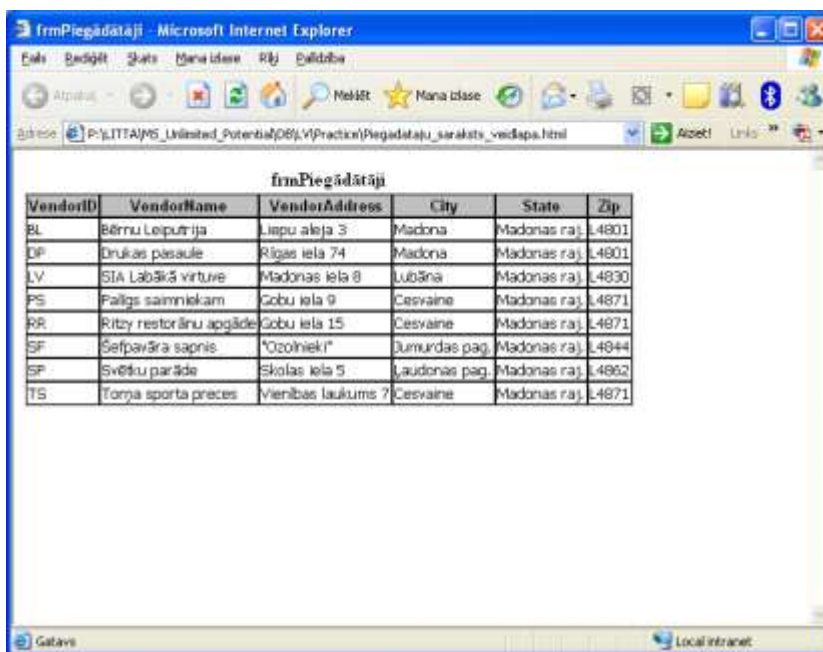 frmPiegādātāji - Microsoft Internet Explorer
Fails Rediģēt Skats Mana izlase Rīki Palīdzība
Atpakaļ Meklēt Mana izlase
Adrese P:\LITTA\MS_Unlimited_Potential\DB\LV\Practice\Piegadataju_saraksts_veidlapa.html Aiziet! Links
frmPiegādātāji
VendorID VendorName VendorAddress City State Zip
BL Bērnu Leiputrija Liepu aleja 3 Madona Madonas raj. L4801
DP Drukas pasaule Rīgas iela 74 Madona Madonas raj. L4801
LV SIA Labākā virtuve Madonas iela 8 Lubāna Madonas raj. L4830
PS Palīgs saimniekam Gobu iela 9 Cesvaine Madonas raj. L4871
RR Ritzy restorānu apgāde Gobu iela 15 Cesvaine Madonas raj. L4871
SF Šefpavāra sapnis "Ozolnieki" Jumurdas pag. Madonas raj. L4844
SP Svētku parāde Skolas iela 5 Ļaudonas pag. Madonas raj. L4862
TS Toņa sporta preces Vienības laukums 7 Cesvaine Madonas raj. L4871
Gatavs Local intranet